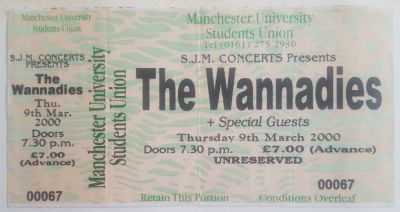 Manchester University
Students Union
S.J.M. CONCERTS
PRESENTS
The
Wannadies
Thu.
9th Mar.
2000
Doors
7.30 p.m.
£7.00
(Advance)
00067
Manchester University
Students Union
Manchester University
Students Union
Tel (0161) 275 2930
S.J.M. CONCERTS Presents
The Wannadies
+ Special Guests
Thursday 9th March 2000
Doors 7.30 p.m. £7.00 (Advance)
UNRESERVED
00067
Retain This Portion Conditions Overleaf